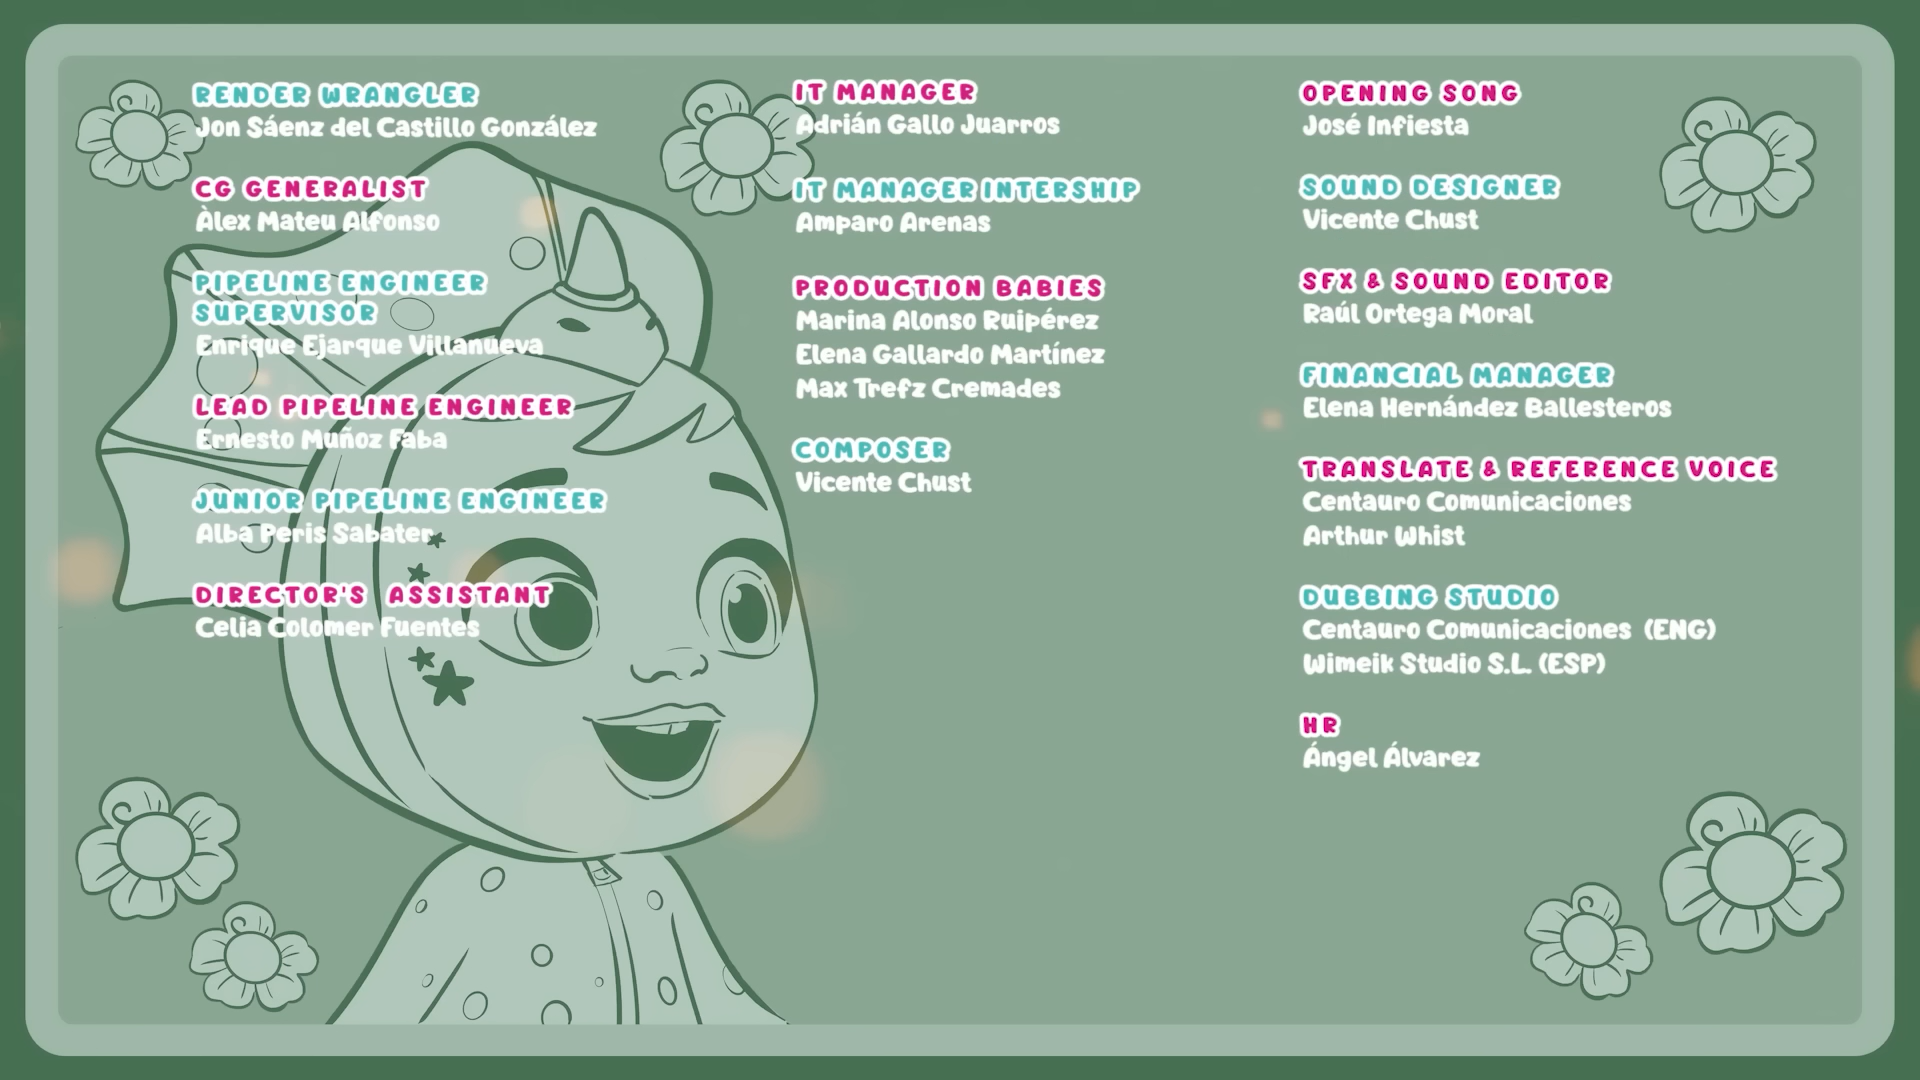 RENDER WRANGLER
Jon Sáenz del Castillo González
CG GENERALIST
Àlex Mateu Alfonso
PIPELINE ENGINEER
SUPERVISOR
Enrique Ejarque Villanueva
LEAD PIPELINE ENGINEER
Ernesto Muñoz Faba
JUNIOR PIPELINE ENGINEER
Alba Peris Sabater
DIRECTOR'S ASSISTANT
Celia Colomer Fuentes
IT MANAGER
Adrián Gallo Juarros
IT MANAGER INTERSHIP
Amparo Arenas
PRODUCTION BABIES
Marina Alonso Ruipérez
Elena Gallardo Martínez
Max Trefz Cremades
COMPOSER
Vicente Chust
OPENING SONG
José Infiesta
SOUND DESIGNER
Vicente Chust
SFX & SOUND EDITOR
Raúl Ortega Moral
FINANCIAL MANAGER
Elena Hernández Ballesteros
TRANSLATE & REFERENCE VOICE
Centauro Comunicaciones
Arthur Whist
DUBBING STUDIO
Centauro Comunicaciones (ENG)
Wimeik Studio S.L. (ESP)
HR
Ángel Álvarez